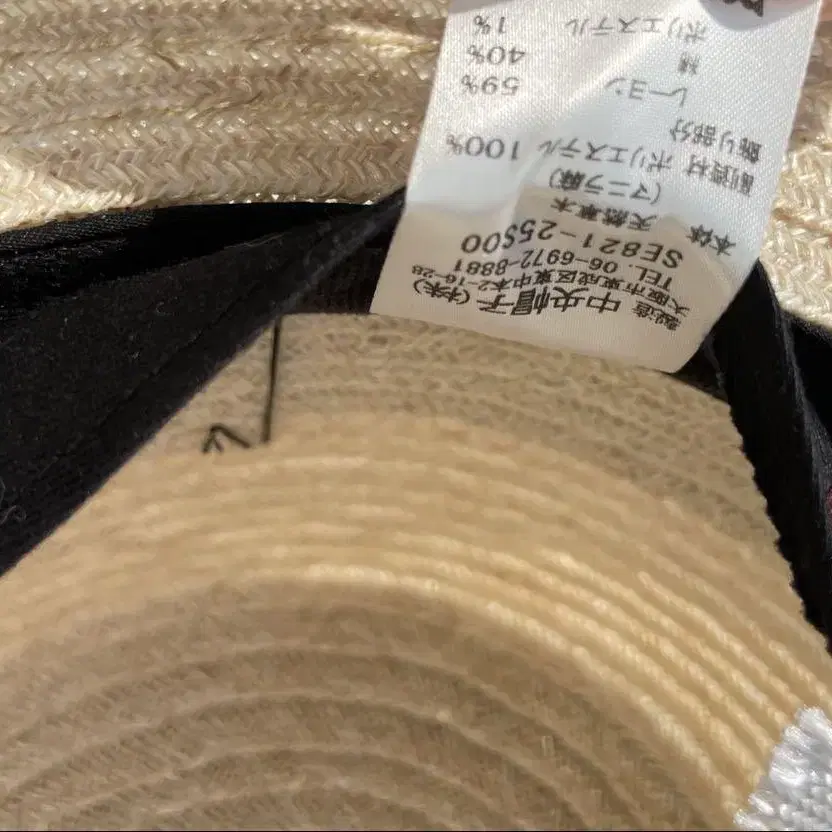 製造 中央帽子(株)
大阪市東成区東中本2-16-28
TEL. 06-6972-8881
SE821-25S00
本体 天然草木
(マニラ麻)
副資材 ポリエステル 100%
飾り部分
レーヨン 59%
綿 40%
ポリエステル 1%